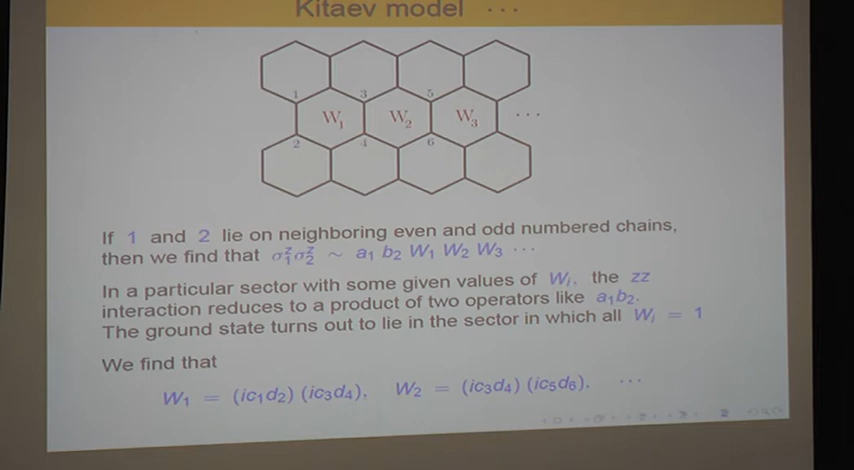 Kitaev model ...
1 3 5
W₁ W₂ W₃ ...
2 4 6
If 1 and 2 lie on neighboring even and odd numbered chains,
then we find that σ₁ᶻσ₂ᶻ ~ a₁ b₂ W₁ W₂ W₃ ...
In a particular sector with some given values of Wᵢ, the zz
interaction reduces to a product of two operators like a₁b₂.
The ground state turns out to lie in the sector in which all Wᵢ = 1
We find that
W₁ = (ic₁d₂) (ic₃d₄), W₂ = (ic₃d₄) (ic₅d₆). ...